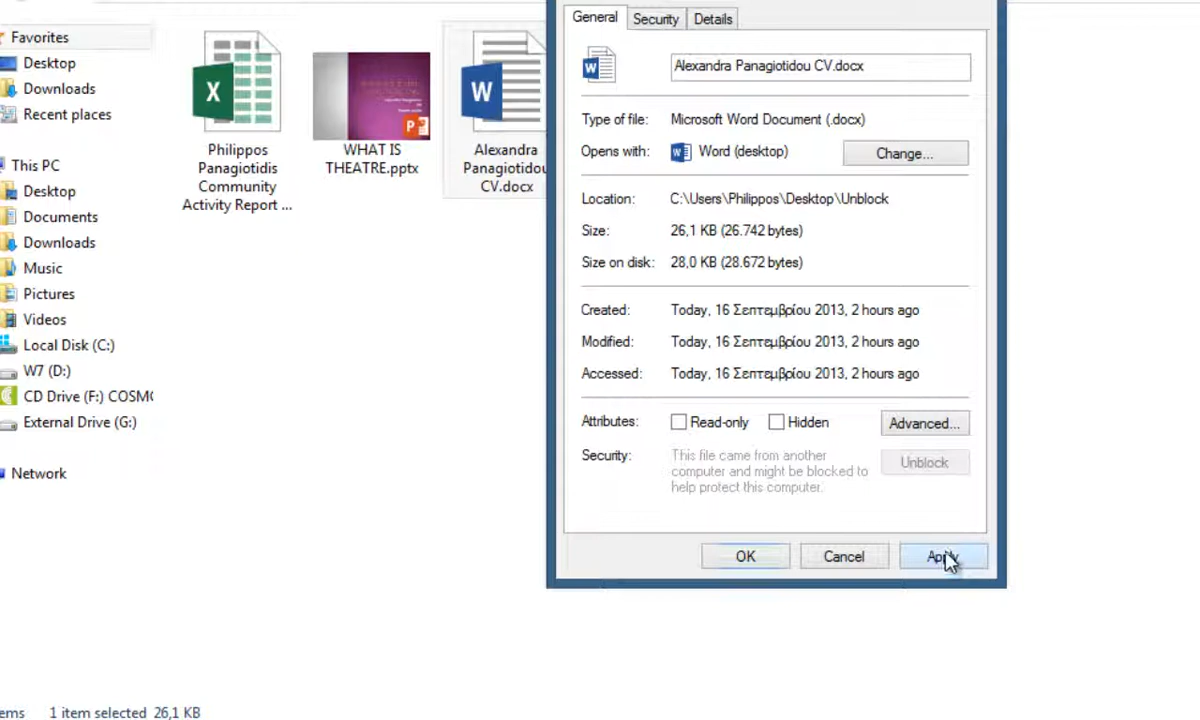 Favorites
Desktop
Downloads
Recent places
This PC
Desktop
Documents
Downloads
Music
Pictures
Videos
Local Disk (C:)
W7 (D:)
CD Drive (F:) COSMO
External Drive (G:)
Network
X
Philippos
Panagiotidis
Community
Activity Report ...
P
WHAT IS
THEATRE.pptx
W
Alexandra
Panagiotidou
CV.docx
General
Security
Details
W
Alexandra Panagiotidou CV.docx
Type of file: Microsoft Word Document (.docx)
Opens with: Word (desktop) Change...
Location: C:\Users\Philippos\Desktop\Unblock
Size: 26,1 KB (26.742 bytes)
Size on disk: 28,0 KB (28.672 bytes)
Created: Today, 16 Σεπτεμβρίου 2013, 2 hours ago
Modified: Today, 16 Σεπτεμβρίου 2013, 2 hours ago
Accessed: Today, 16 Σεπτεμβρίου 2013, 2 hours ago
Attributes: Read-only Hidden Advanced...
Security: This file came from another
computer and might be blocked to
help protect this computer.
Unblock
OK Cancel Apply
1 item selected 26,1 KB